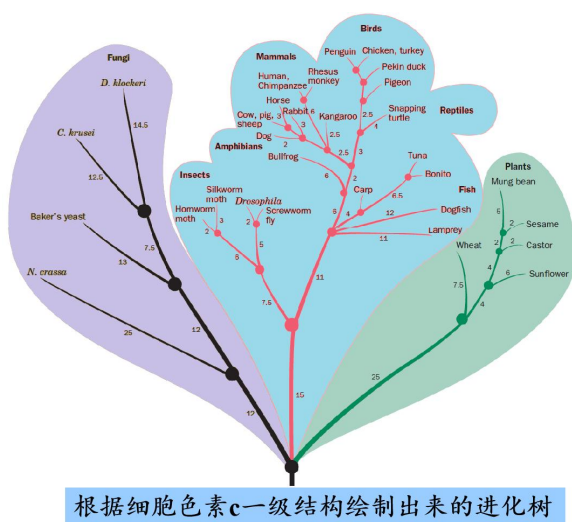 Birds
Penguin
Chicken, turkey
Mammals
Pekin duck
Fungi
Human,
Chimpanzee
Rhesus
monkey
Pigeon
D. klockeri
Horse
Rabbit
6
2.5
Snapping
turtle
Reptiles
Cow, pig,
sheep
3
3
Kangaroo
4
C. krusei
14.5
Dog
2
2.5
2.5
3
Amphibians
2
Bullfrog
Tuna
Plants
12.5
Insects
6
6
Carp
6.5
Bonito
Fish
Mung bean
Silkworm
moth
Drosophila
4
12
Dogfish
Baker's yeast
Hornworm
moth
Screwworm
fly
11
Lamprey
6
2
Sesame
2
3
2
5
Wheat
2
2
Castor
7.5
6
13
7.5
4
6
Sunflower
N. crassa
7.5
11
4
25
12
25
15
12
根据细胞色素c一级结构绘制出来的进化树